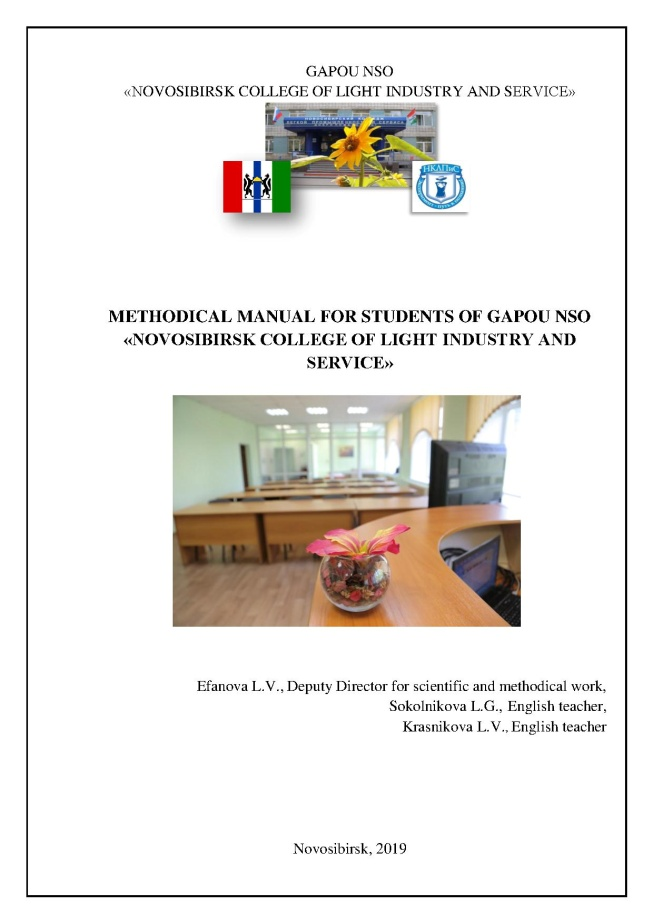 GAPOU NSO
«NOVOSIBIRSK COLLEGE OF LIGHT INDUSTRY AND SERVICE»
НКЛПиС
METHODICAL MANUAL FOR STUDENTS OF GAPOU NSO
«NOVOSIBIRSK COLLEGE OF LIGHT INDUSTRY AND
SERVICE»
Efanova L.V., Deputy Director for scientific and methodical work,
Sokolnikova L.G., English teacher,
Krasnikova L.V., English teacher
Novosibirsk, 2019